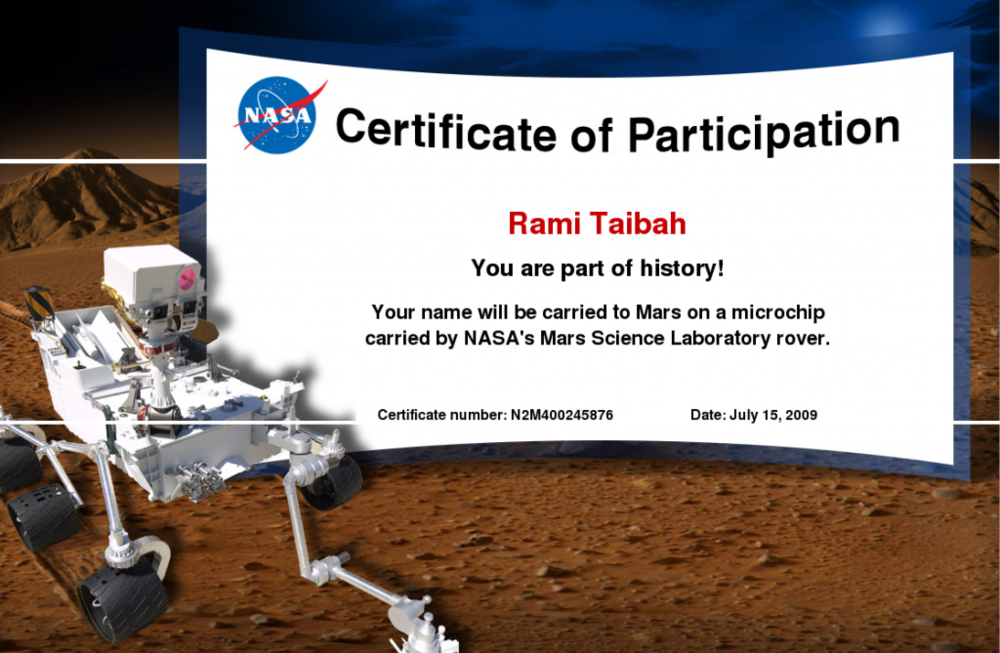 NASA
Certificate of Participation
Rami Taibah
You are part of history!
Your name will be carried to Mars on a microchip
carried by NASA's Mars Science Laboratory rover.
Certificate number: N2M400245876 Date: July 15, 2009